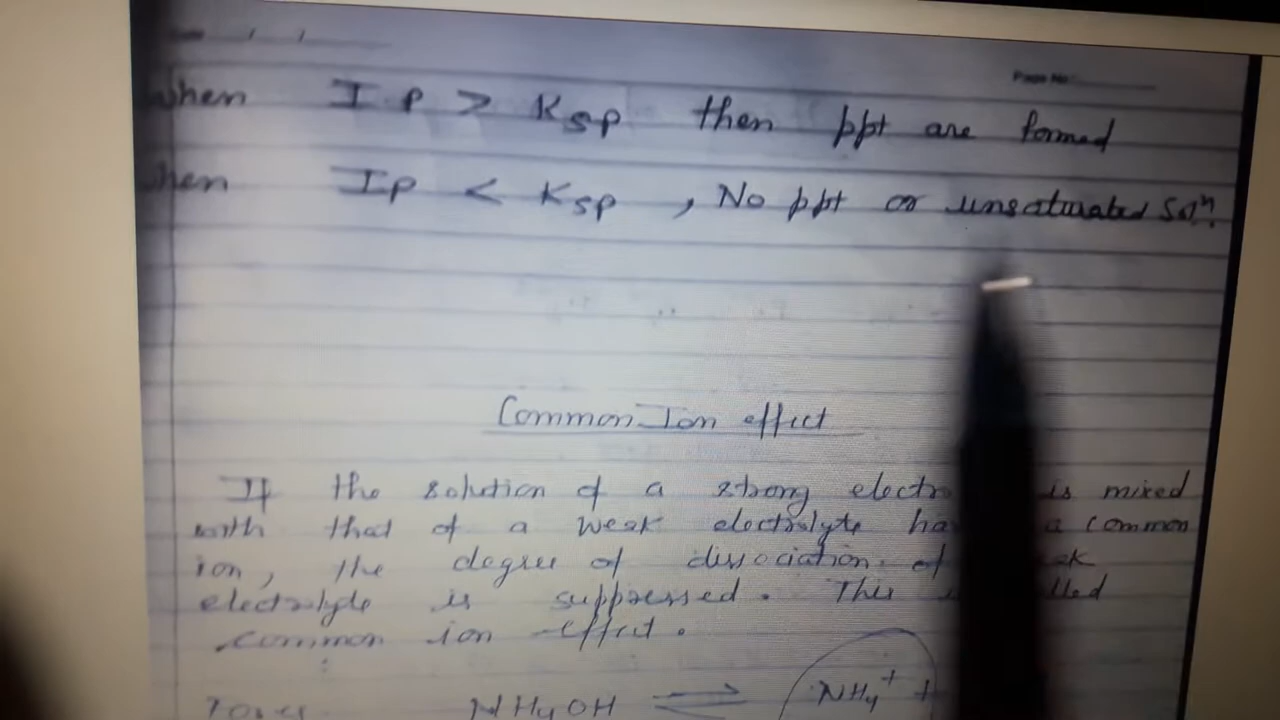 Page No.
when Ip > Ksp then ppt are formed
when Ip < Ksp , No ppt or unsaturated Solⁿ.
Common Ion effect
If the solution of a strong is mixed
with that of a weak electrolyte a common
ion, the degree of dissociation of
electrolyte is suppressed. This
common ion effect.
NH4OH ⇌ NH4⁺ +